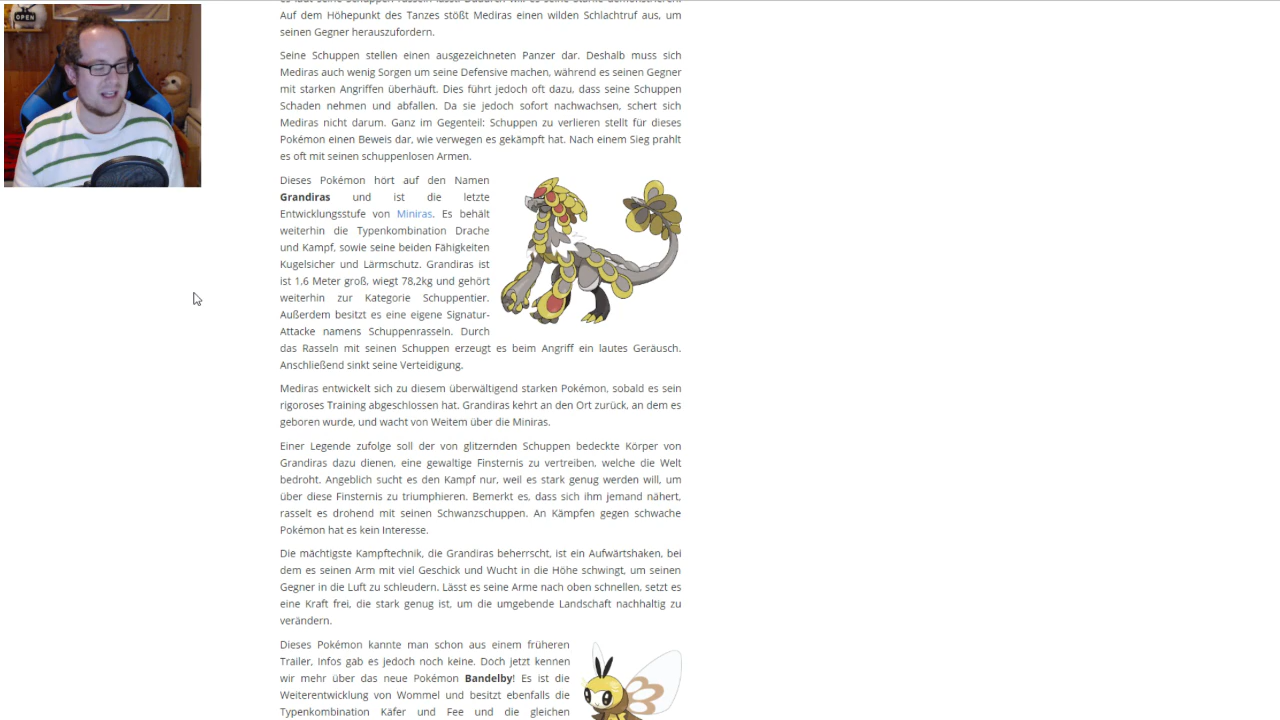 OPEN
es laut seine Schuppen rasseln lässt. Dadurch will es seine Stärke demonstrieren.
Auf dem Höhepunkt des Tanzes stößt Mediras einen wilden Schlachtruf aus, um
seinen Gegner herauszufordern.
Seine Schuppen stellen einen ausgezeichneten Panzer dar. Deshalb muss sich
Mediras auch wenig Sorgen um seine Defensive machen, während es seinen Gegner
mit starken Angriffen überhäuft. Dies führt jedoch oft dazu, dass seine Schuppen
Schaden nehmen und abfallen. Da sie jedoch sofort nachwachsen, schert sich
Mediras nicht darum. Ganz im Gegenteil: Schuppen zu verlieren stellt für dieses
Pokémon einen Beweis dar, wie verwegen es gekämpft hat. Nach einem Sieg prahlt
es oft mit seinen schuppenlosen Armen.
Dieses Pokémon hört auf den Namen
Grandiras und ist die letzte
Entwicklungsstufe von Miniras. Es behält
weiterhin die Typenkombination Drache
und Kampf, sowie seine beiden Fähigkeiten
Kugelsicher und Lärmschutz. Grandiras ist
ist 1.6 Meter groß, wiegt 78,2kg und gehört
weiterhin zur Kategorie Schuppentier.
Außerdem besitzt es eine eigene Signatur-
Attacke namens Schuppenrasseln. Durch
das Rasseln mit seinen Schuppen erzeugt es beim Angriff ein lautes Geräusch.
Anschließend sinkt seine Verteidigung.
Mediras entwickelt sich zu diesem überwältigend starken Pokémon, sobald es sein
rigoroses Training abgeschlossen hat. Grandiras kehrt an den Ort zurück, an dem es
geboren wurde, und wacht von Weitem über die Miniras.
Einer Legende zufolge soll der von glitzernden Schuppen bedeckte Körper von
Grandiras dazu dienen, eine gewaltige Finsternis zu vertreiben, welche die Welt
bedroht. Angeblich sucht es den Kampf nur, weil es stark genug werden will, um
über diese Finsternis zu triumphieren. Bemerkt es, dass sich ihm jemand nähert,
rasselt es drohend mit seinen Schwanzschuppen. An Kämpfen gegen schwache
Pokémon hat es kein Interesse.
Die mächtigste Kampftechnik, die Grandiras beherrscht, ist ein Aufwärtshaken, bei
dem es seinen Arm mit viel Geschick und Wucht in die Höhe schwingt, um seinen
Gegner in die Luft zu schleudern. Lässt es seine Arme nach oben schnellen, setzt es
eine Kraft frei, die stark genug ist, um die umgebende Landschaft nachhaltig zu
verändern.
Dieses Pokémon kannte man schon aus einem früheren
Trailer, Infos gab es jedoch noch keine. Doch jetzt kennen
wir mehr über das neue Pokémon Bandelby! Es ist die
Weiterentwicklung von Wommel und besitzt ebenfalls die
Typenkombination Käfer und Fee und die gleichen